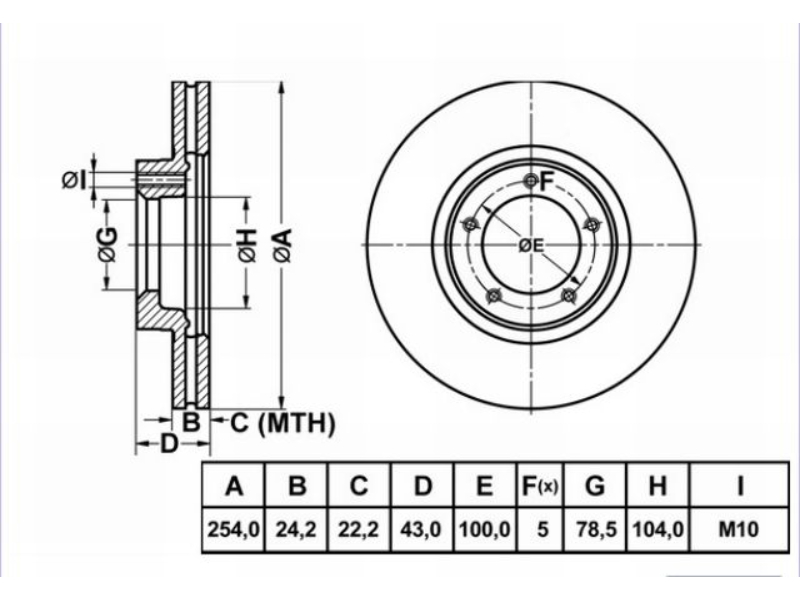 ØI
F
ØG
ØH
ØA
ØE
B
C (MTH)
D
A B C D E F(x) G H I
254,0 24,2 22,2 43,0 100,0 5 78,5 104,0 M10